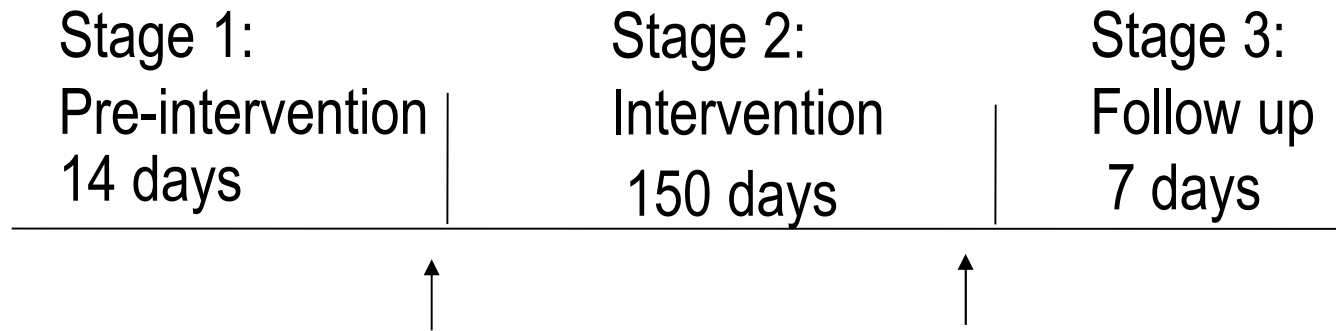 Stage 1:
Pre-intervention
14 days
Stage 2:
Intervention
150 days
Stage 3:
Follow up
7 days